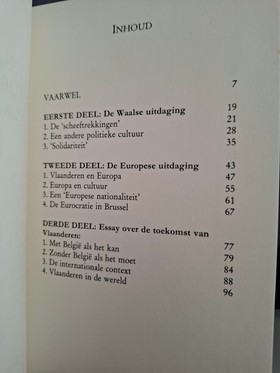 INHOUD
VAARWEL 7
EERSTE DEEL: De Waalse uitdaging 19
1. De 'scheeftrekkingen' 21
2. Een andere politieke cultuur 28
3. 'Solidariteit' 35
TWEEDE DEEL: De Europese uitdaging 43
1. Vlaanderen en Europa 47
2. Europa en cultuur 55
3. Een 'Europese nationaliteit' 61
4. De Eurocratie in Brussel 67
DERDE DEEL: Essay over de toekomst van
Vlaanderen: 77
1. Met België als het kan 79
2. Zonder België als het moet 84
3. De internationale context 88
4. Vlaanderen in de wereld 96